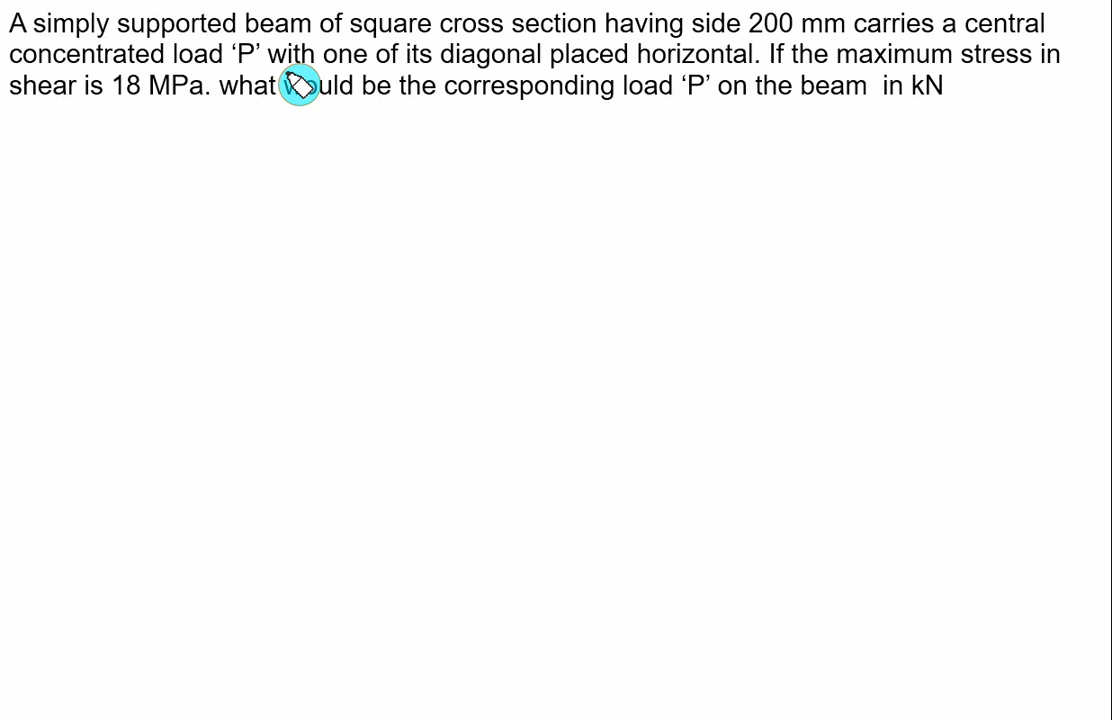 A simply supported beam of square cross section having side 200 mm carries a central
concentrated load ‘P’ with one of its diagonal placed horizontal. If the maximum stress in
shear is 18 MPa. what would be the corresponding load ‘P’ on the beam  in kN